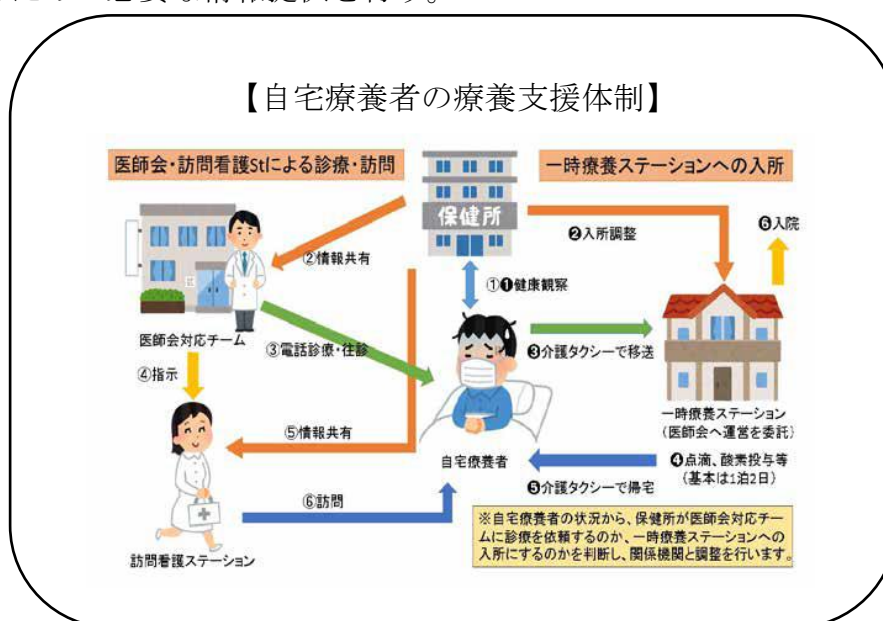 【自宅療養者の療養支援体制】
医師会・訪問看護Stによる診療・訪問
一時療養ステーションへの入所
保健所
❷入所調整
❻入院
②情報共有
①❶健康観察
医師会対応チーム
③電話診療・往診
❸介護タクシーで移送
④指示
一時療養ステーション
(医師会へ運営を委託)
⑤情報共有
自宅療養者
❹点滴、酸素投与等
(基本は1泊2日)
❺介護タクシーで帰宅
⑥訪問
訪問看護ステーション
※自宅療養者の状況から、保健所が医師会対応チー
ムに診療を依頼するのか、一時療養ステーションへの
入所にするのかを判断し、関係機関と調整を行います。